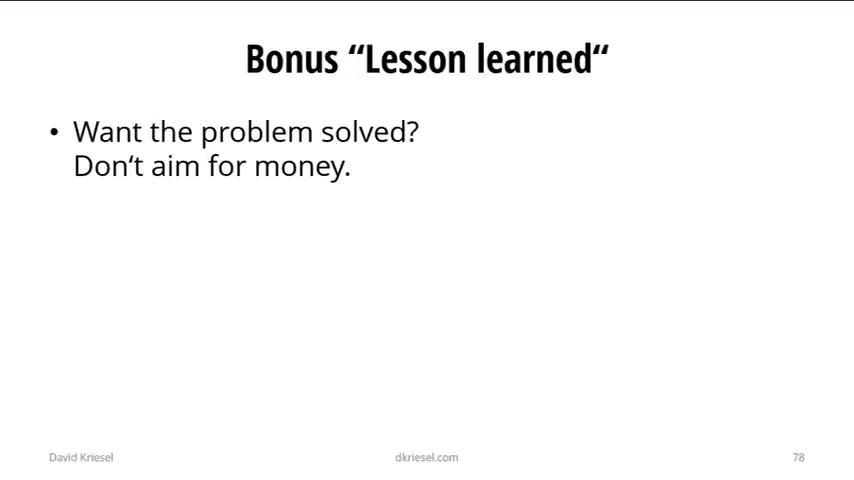 Bonus “Lesson learned“
• Want the problem solved?
Don‘t aim for money.
David Kriesel
dkriesel.com
78